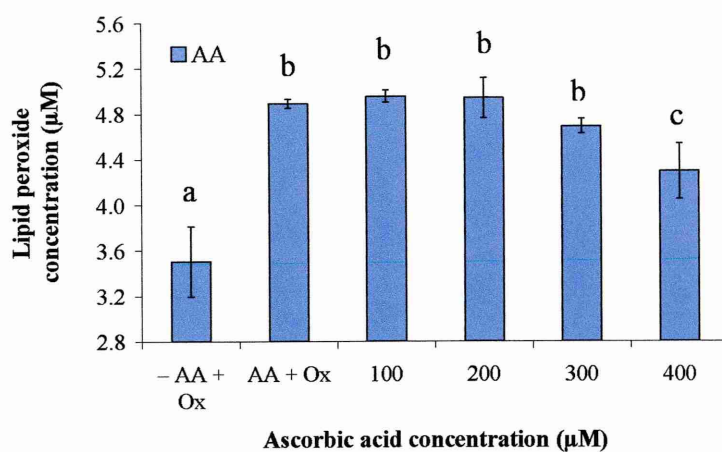 5.6
5.2
4.8
4.4
4.0
3.6
3.2
2.8
Lipid peroxide
concentration (μM)
AA
a
b
b
b
b
c
– AA +
Ox
AA + Ox
100
200
300
400
Ascorbic acid concentration (μM)